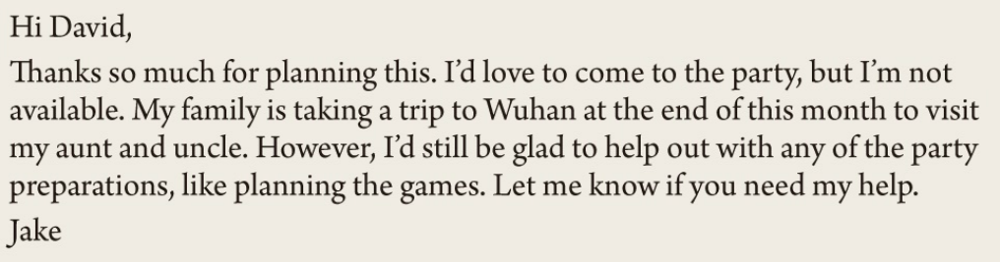 Hi David,
Thanks so much for planning this. I’d love to come to the party, but I’m not
available. My family is taking a trip to Wuhan at the end of this month to visit
my aunt and uncle. However, I’d still be glad to help out with any of the party
preparations, like planning the games. Let me know if you need my help.
Jake